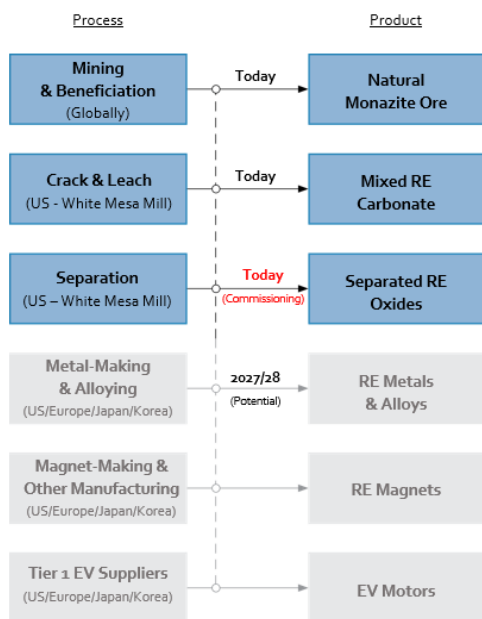 Process
Product
Mining
& Beneficiation
(Globally)
Today
Natural
Monazite Ore
Crack & Leach
(US - White Mesa Mill)
Today
Mixed RE
Carbonate
Separation
(US – White Mesa Mill)
Today
(Commissioning)
Separated RE
Oxides
Metal-Making
& Alloying
(US/Europe/Japan/Korea)
2027/28
(Potential)
RE Metals
& Alloys
Magnet-Making &
Other Manufacturing
(US/Europe/Japan/Korea)
RE Magnets
Tier 1 EV Suppliers
(US/Europe/Japan/Korea)
EV Motors